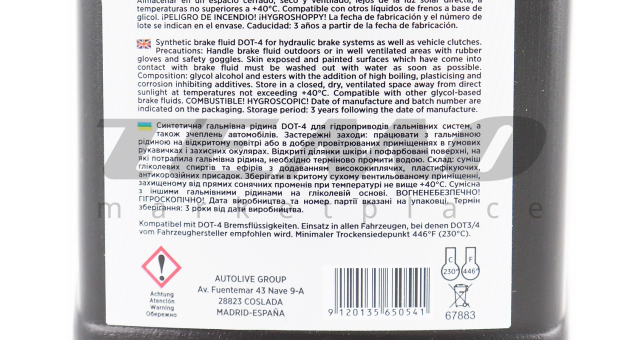 Almacenar en un espacio cerrado, seco y ventilado, lejos de la luz solar directa, a
temperaturas no superiores a +40°C. Compatible con otros líquidos de frenos a base de
glicol. ¡PELIGRO DE INCENDIO! ¡HYGROSHOPPY! La fecha de fabricación y el número de
lote se indican en el envase. Caducidad: 3 años a partir de la fecha de fabricación.
Synthetic brake fluid DOT-4 for hydraulic brake systems as well as vehicle clutches.
Precautions: Handle brake fluid outdoors or in well ventilated areas with rubber
gloves and safety goggles. Skin exposed and painted surfaces which have come into
contact with brake fluid must be washed out with water as soon as possible.
Composition: glycol alcohol and esters with the addition of high boiling, plasticising and
corrosion inhibiting additives. Store in a closed, dry, ventilated space away from direct
sunlight at temperatures not exceeding +40°C. Compatible with other glycol-based
brake fluids. COMBUSTIBLE! HYGROSCOPIC! Date of manufacture and batch number are
indicated on the packaging. Storage period: 3 years following date of manufacture.
Синтетична гальмівна рідина DOT-4 для гідроприводів гальмівних систем, а
також зчеплень автомобілів. Застережні заходи: працювати з гальмівною
рідиною на відкритому повітрі або в добре провітрюваних приміщеннях в гумових
і захисних окулярах. Відкриті ділянки шкіри і пофарбовані поверхні, на
які потрапила гальмівна рідина, необхідно терміново промити водою. Склад: суміш
гліколевих спиртів та ефірів з додаванням висококиплячих, пластифікуючих,
антикорозійних присадок. Зберігати в критому сухому вентильованому приміщенні,
захищеному від прямих сонячних променів при температурі не вище +40°C. Сумісна
з іншими гальмівними рідинами на гліколевій основі. ВОГНЕНЕБЕЗПЕЧНО!
ГІГРОСКОПІЧНО! Дата виробництва та номер партії вказані на упаковці. Термін
зберігання: 3 роки від дати виробництва.
marketplace
Kompatibel mit DOT-4 Bremsflüssigkeiten. Einsatz in allen Fahrzeugen, bei denen DOT3/4
vom Fahrzeughersteller empfohlen wird. Minimaler Trockensiedepunkt 446°F (230°C).
Achtung
Atención
Warning
Обережно
AUTOLIVE GROUP
Av. Fuentemar 43 Nave 9-A
28823 COSLADA
MADRID-ESPAÑA
9 120135 650541
C
230°
F
446°
67883